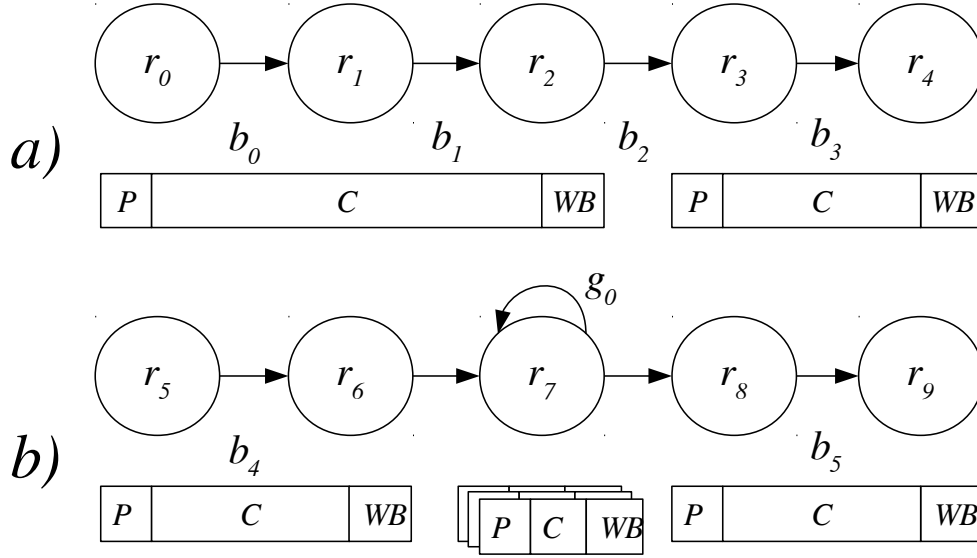 r0 r1 r2 r3 r4
a) b0 b1 b2 b3
P C WB P C WB
g0
r5 r6 r7 r8 r9
b) b4 b5
P C WB P C WB P C WB